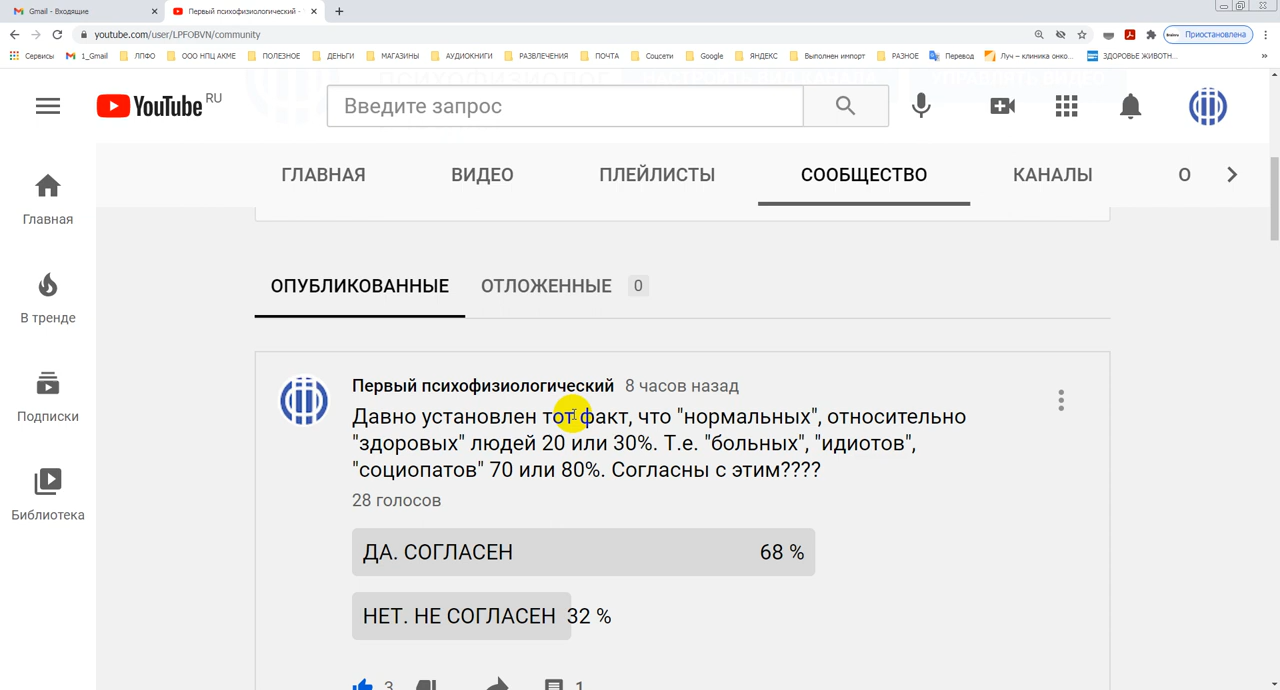 Gmail - Входящие
Первый психофизиологический -
youtube.com/user/LPFOBVN/community
Приостановлена
Сервисы 1_Gmail ЛПФО ООО НПЦ АКМЕ ПОЛЕЗНОЕ ДЕНЬГИ МАГАЗИНЫ АУДИОКНИГИ РАЗВЛЕЧЕНИЯ ПОЧТА Соцсети Google ЯНДЕКС Выполнен импорт РАЗНОЕ Перевод Луч – клиника онко... ЗДОРОВЬЕ ЖИВОТН...
YouTube RU
Введите запрос
ГЛАВНАЯ ВИДЕО ПЛЕЙЛИСТЫ СООБЩЕСТВО КАНАЛЫ О
Главная
В тренде
Подписки
Библиотека
ОПУБЛИКОВАННЫЕ ОТЛОЖЕННЫЕ 0
Первый психофизиологический 8 часов назад
Давно установлен тот факт, что "нормальных", относительно
"здоровых" людей 20 или 30%. Т.е. "больных", "идиотов",
"социопатов" 70 или 80%. Согласны с этим????
28 голосов
ДА. СОГЛАСЕН 68 %
НЕТ. НЕ СОГЛАСЕН 32 %
3 1